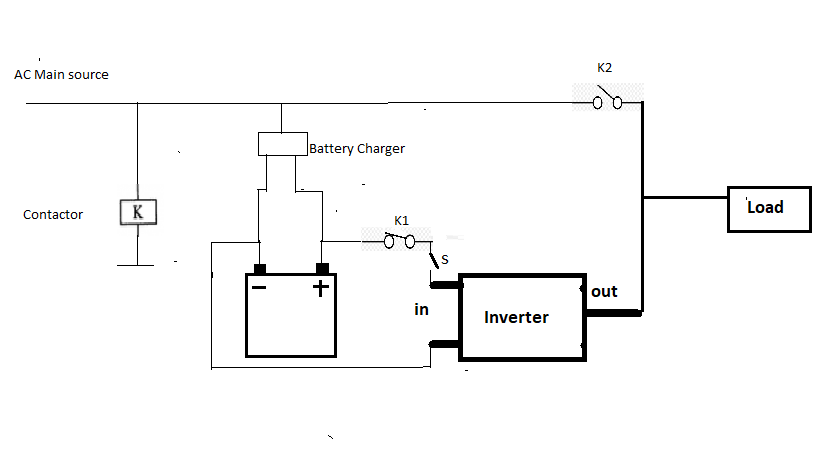 K2
AC Main source
Battery Charger
Contactor
K
K1
Load
S
− +
in
Inverter
out